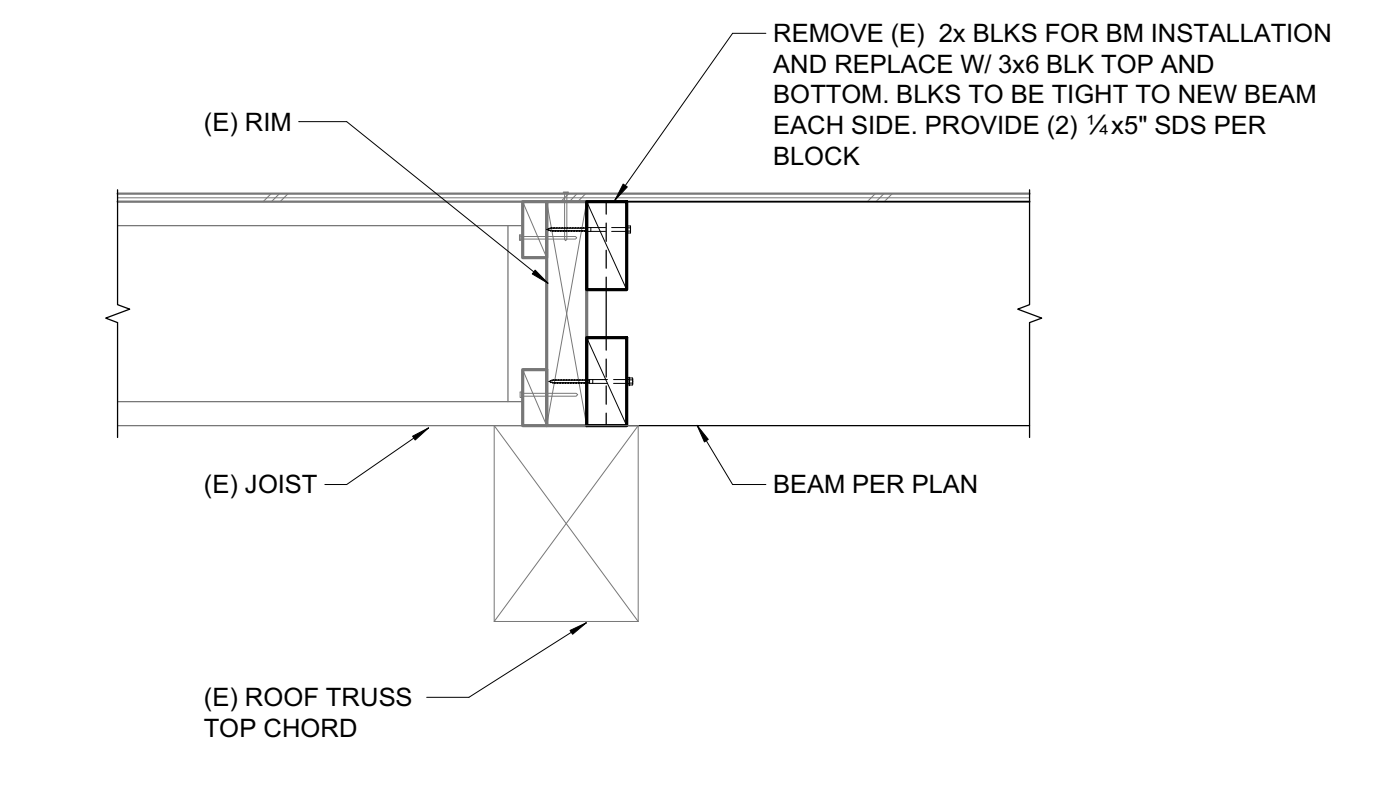 REMOVE (E) 2x BLKS FOR BM INSTALLATION
AND REPLACE W/ 3x6 BLK TOP AND
BOTTOM. BLKS TO BE TIGHT TO NEW BEAM
EACH SIDE. PROVIDE (2) ¼x5" SDS PER
BLOCK
(E) RIM
(E) JOIST
BEAM PER PLAN
(E) ROOF TRUSS
TOP CHORD